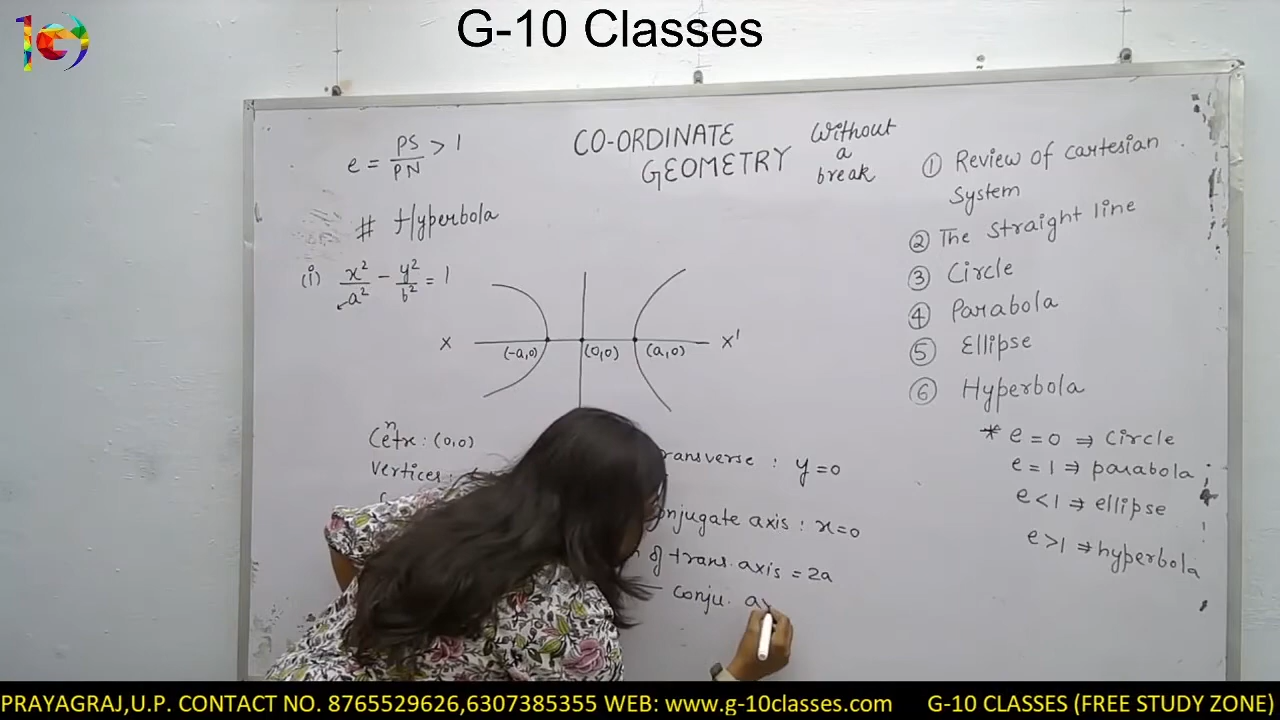 G-10 Classes
e = PS/PN > 1
CO-ORDINATE
GEOMETRY
Without
a
break
# Hyperbola
(i) x²/a² - y²/b² = 1
X
X'
(-a,0)
(0,0)
(a,0)
Centre : (0,0)
Vertices :
ransverse : y=0
onjugate axis : x=0
of trans. axis = 2a
conju. ax
① Review of cartesian
System
② The straight line
③ Circle
④ Parabola
⑤ Ellipse
⑥ Hyperbola
* e = 0 ⇒ Circle
e = 1 ⇒ parabola
e < 1 ⇒ ellipse
e > 1 ⇒ hyperbola
PRAYAGRAJ,U.P. CONTACT NO. 8765529626,6307385355 WEB: www.g-10classes.com G-10 CLASSES (FREE STUDY ZONE)